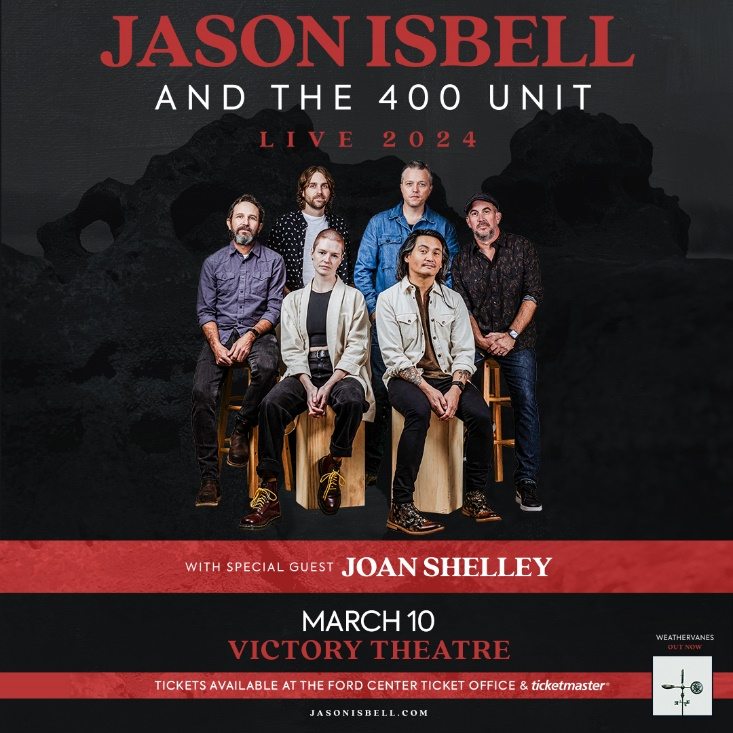 JASON ISBELL
AND THE 400 UNIT
LIVE 2024
WITH SPECIAL GUEST JOAN SHELLEY
MARCH 10
VICTORY THEATRE
TICKETS AVAILABLE AT THE FORD CENTER TICKET OFFICE & ticketmaster®
JASONISBELL.COM
WEATHERVANES
OUT NOW